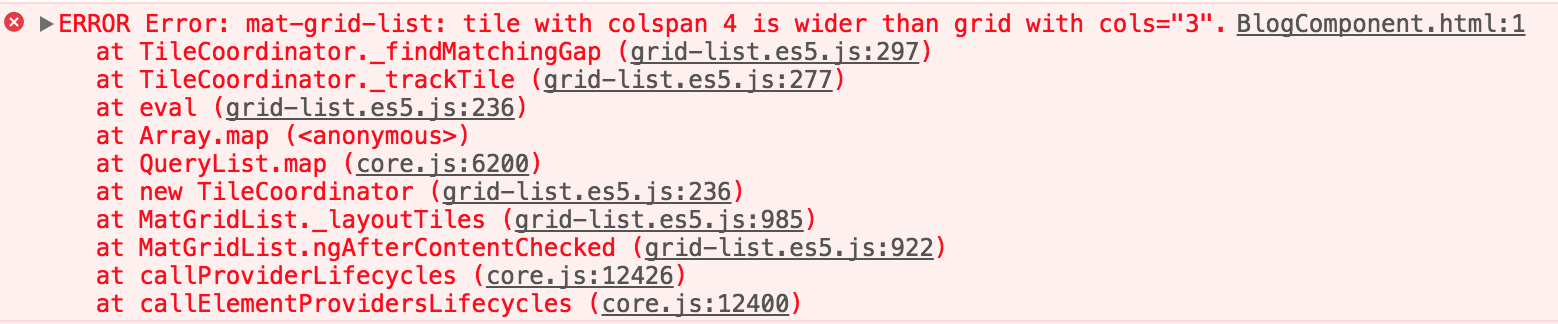 ERROR Error: mat-grid-list: tile with colspan 4 is wider than grid with cols="3". BlogComponent.html:1
at TileCoordinator._findMatchingGap (grid-list.es5.js:297)
at TileCoordinator._trackTile (grid-list.es5.js:277)
at eval (grid-list.es5.js:236)
at Array.map (<anonymous>)
at QueryList.map (core.js:6200)
at new TileCoordinator (grid-list.es5.js:236)
at MatGridList._layoutTiles (grid-list.es5.js:985)
at MatGridList.ngAfterContentChecked (grid-list.es5.js:922)
at callProviderLifecycles (core.js:12426)
at callElementProvidersLifecycles (core.js:12400)